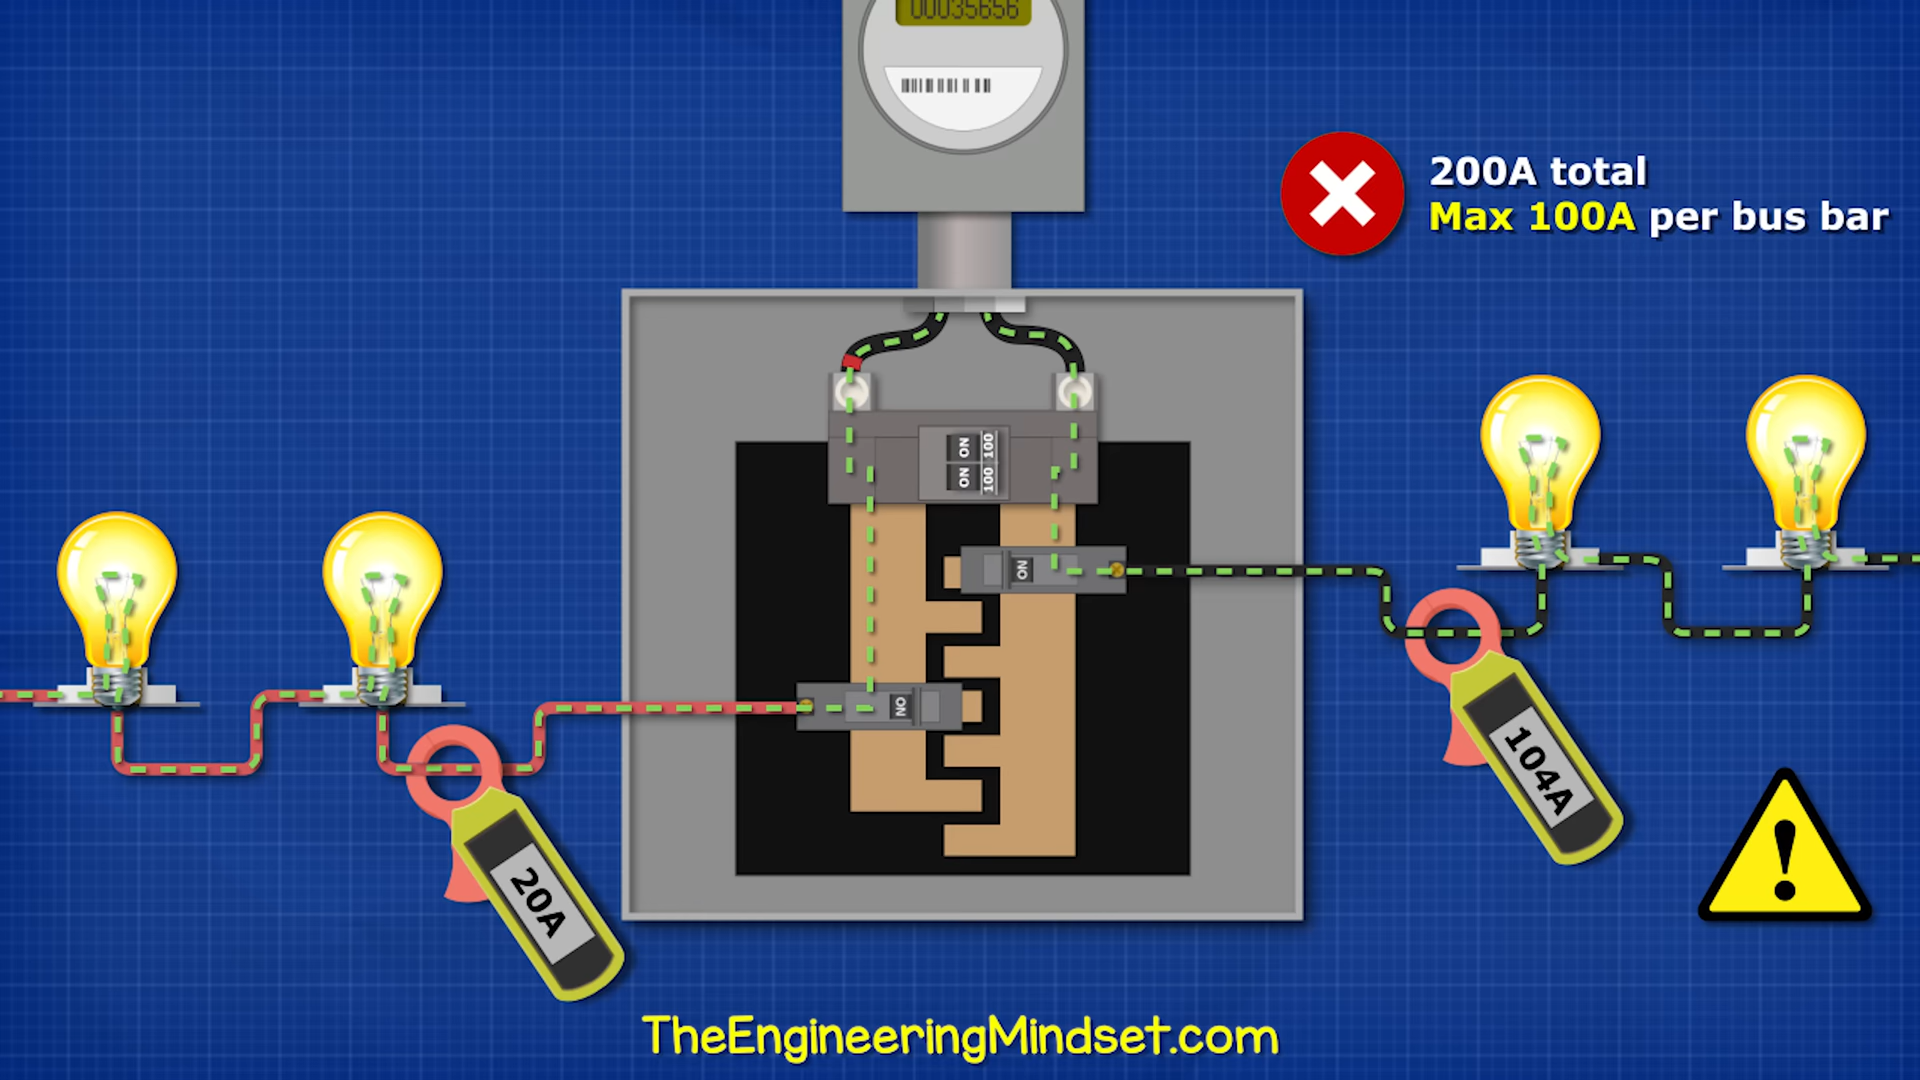 00035656
200A total
Max 100A per bus bar
ON 100
ON 100
ON
ON
104A
20A
TheEngineeringMindset.com